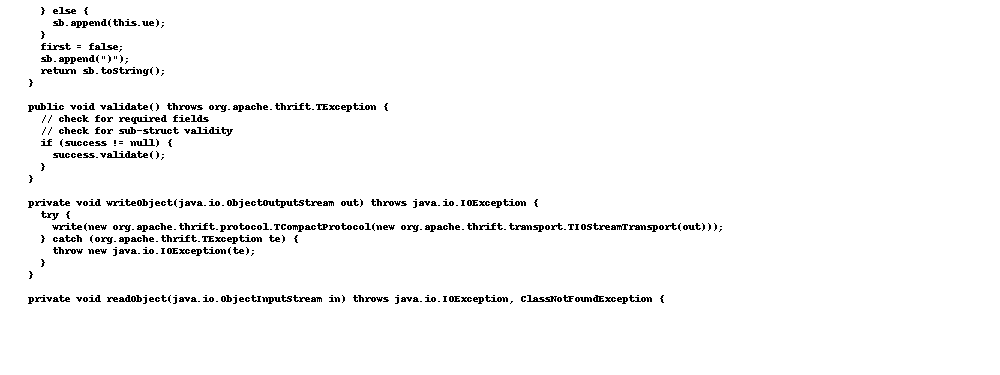 } else {
sb.append(this.ue);
}
first = false;
sb.append(")");
return sb.toString();
}
public void validate() throws org.apache.thrift.TException {
// check for required fields
// check for sub-struct validity
if (success != null) {
success.validate();
}
}
private void writeObject(java.io.ObjectOutputStream out) throws java.io.IOException {
try {
write(new org.apache.thrift.protocol.TCompactProtocol(new org.apache.thrift.transport.TIOStreamTransport(out)));
} catch (org.apache.thrift.TException te) {
throw new java.io.IOException(te);
}
}
private void readObject(java.io.ObjectInputStream in) throws java.io.IOException, ClassNotFoundException {